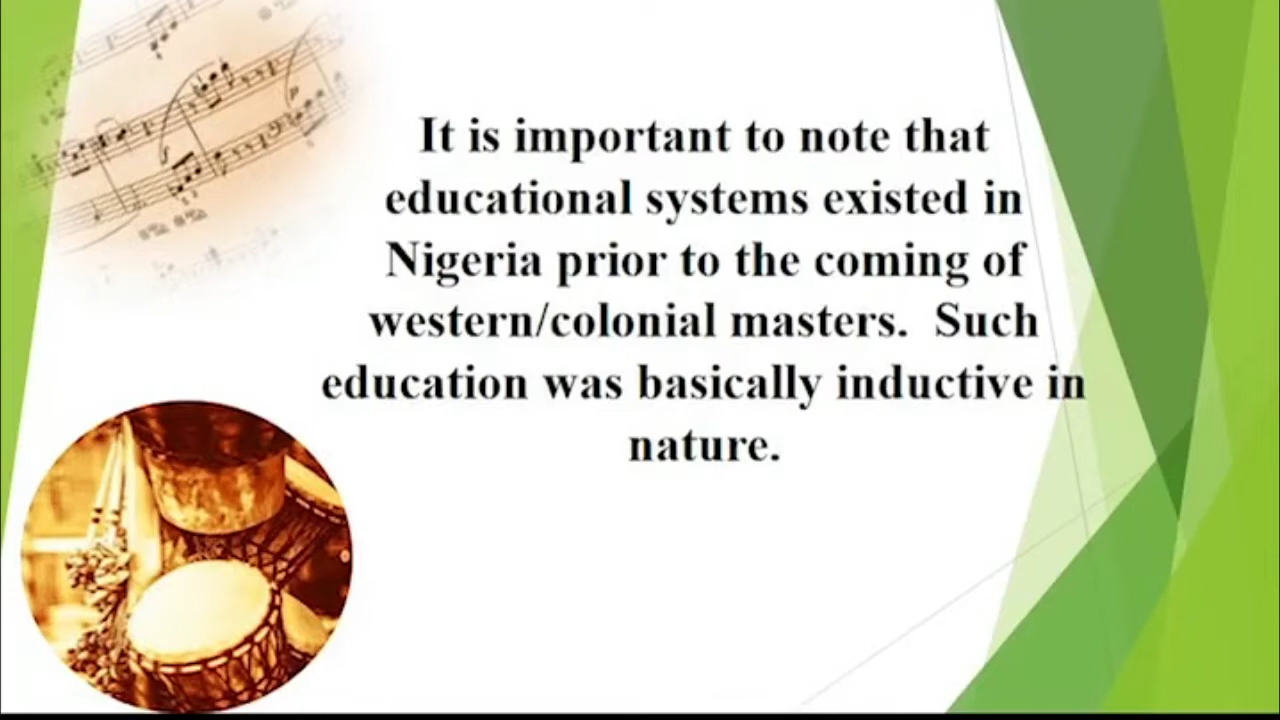 It is important to note that
educational systems existed in
Nigeria prior to the coming of
western/colonial masters.  Such
education was basically inductive in
nature.